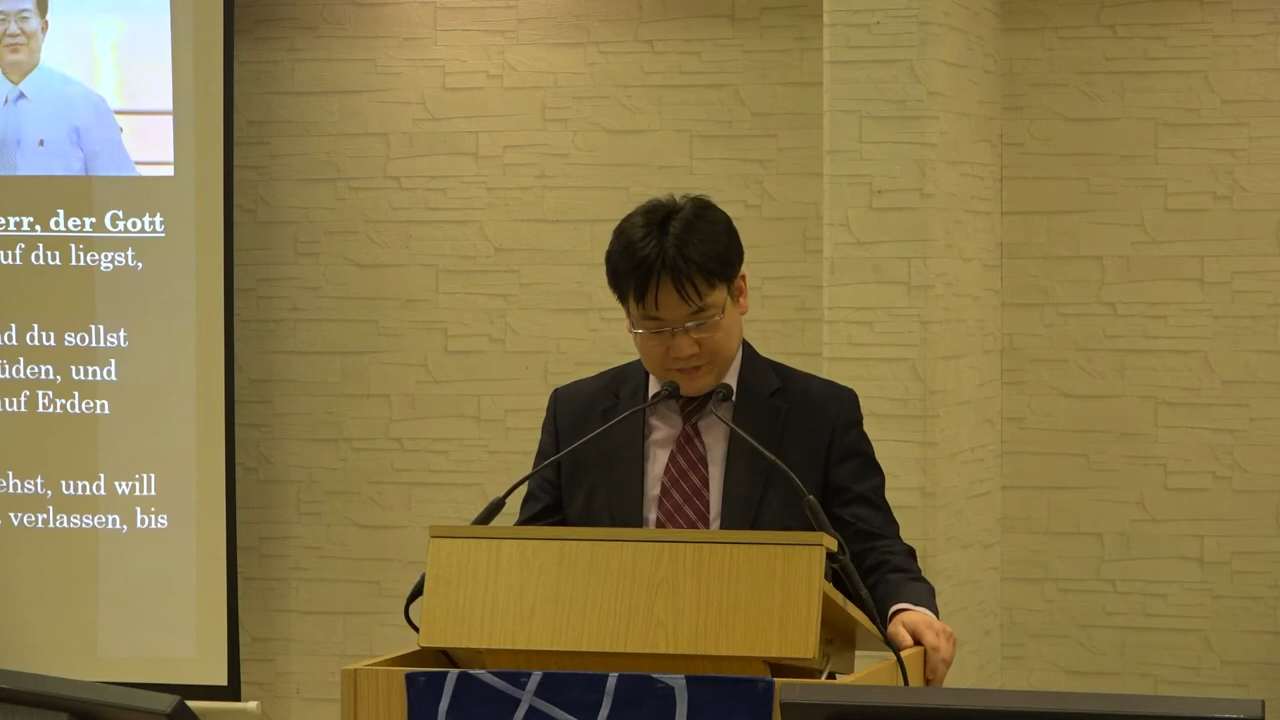 err, der Gott
uf du liegst,
d du sollst
üden, und
uf Erden
ehst, und will
verlassen, bis